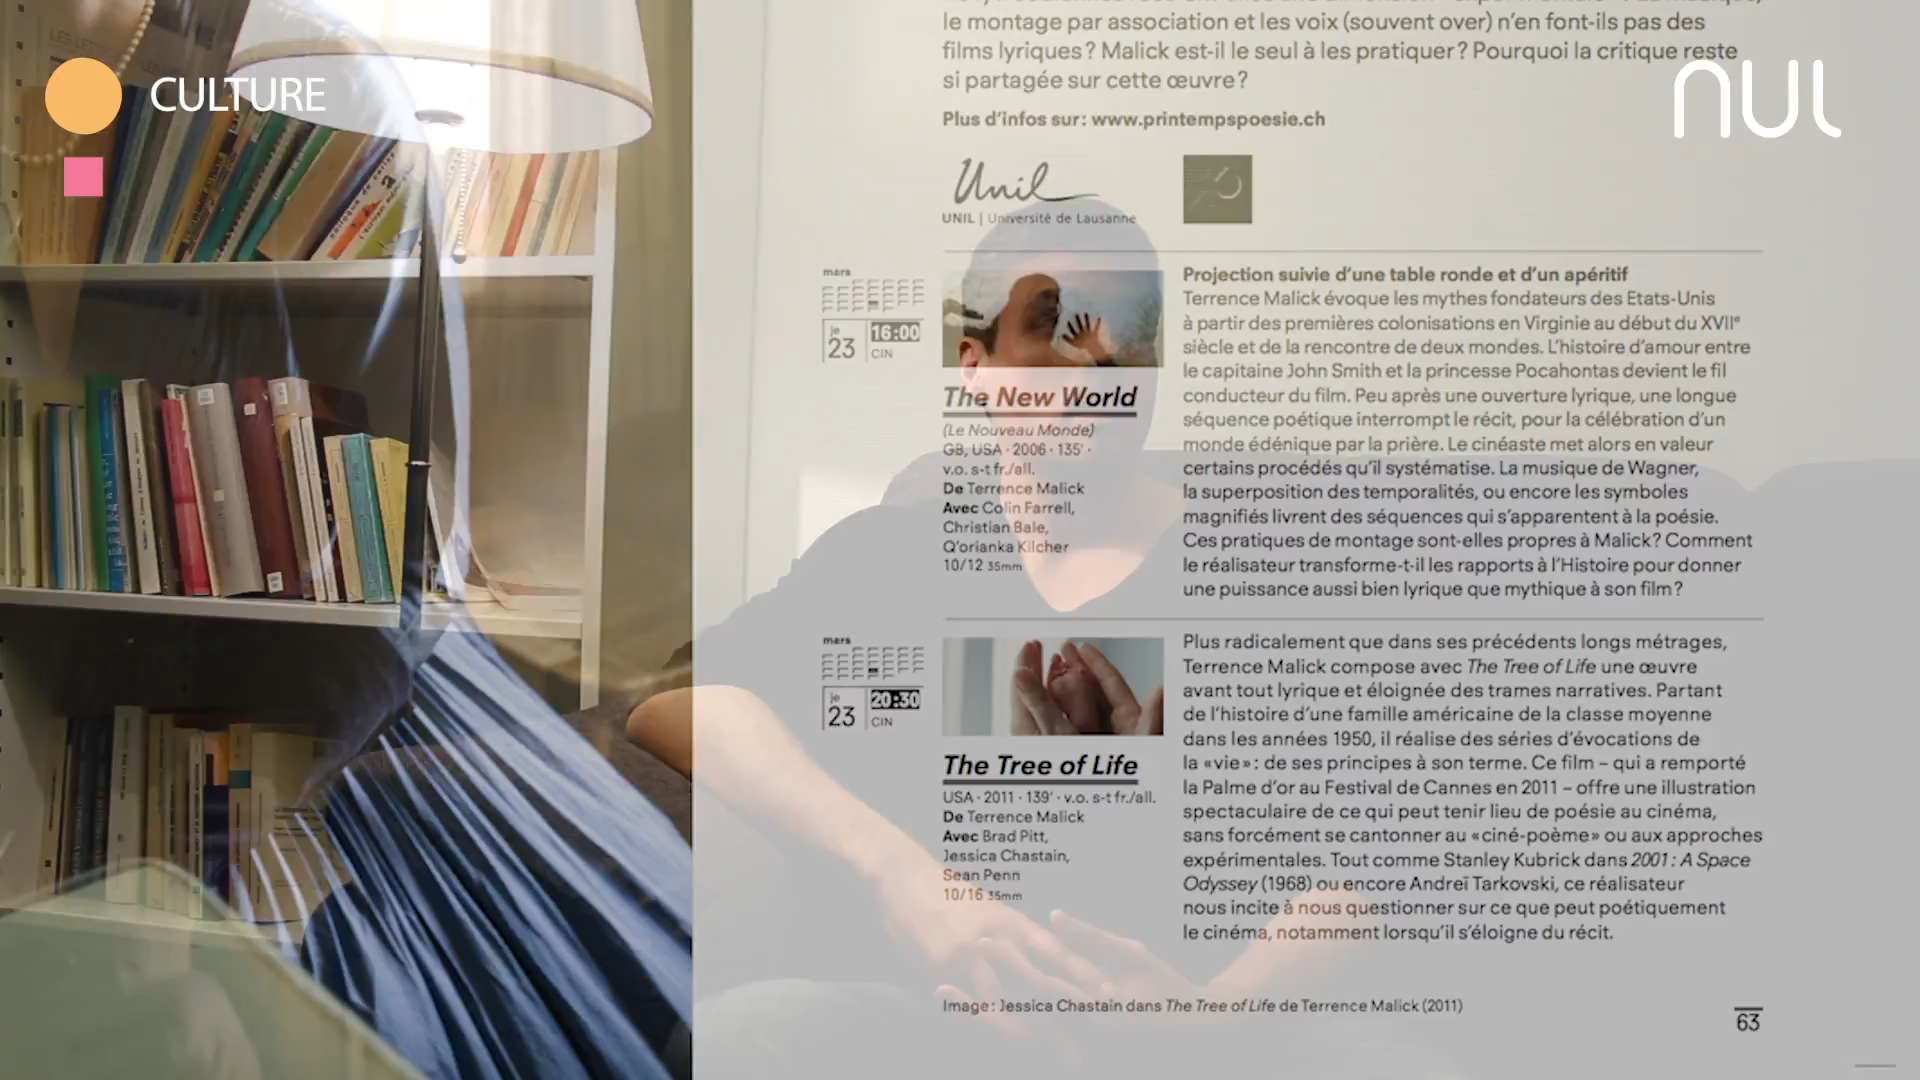 CULTURE
nul
le montage par association et les voix (souvent over) n'en font-ils pas des
films lyriques? Malick est-il le seul à les pratiquer? Pourquoi la critique reste
si partagée sur cette œuvre?
Plus d'infos sur: www.printempspoesie.ch
Unil
UNIL | Université de Lausanne
mars
je
23
16:00
CIN
The New World
(Le Nouveau Monde)
GB, USA · 2006 · 135' ·
v.o. s-t fr./all.
De Terrence Malick
Avec Colin Farrell,
Christian Bale,
Q'orianka Kilcher
10/12 35mm
Projection suivie d'une table ronde et d'un apéritif
Terrence Malick évoque les mythes fondateurs des Etats-Unis
à partir des premières colonisations en Virginie au début du XVIIe
siècle et de la rencontre de deux mondes. L'histoire d'amour entre
le capitaine John Smith et la princesse Pocahontas devient le fil
conducteur du film. Peu après une ouverture lyrique, une longue
séquence poétique interrompt le récit, pour la célébration d'un
monde édénique par la prière. Le cinéaste met alors en valeur
certains procédés qu'il systématise. La musique de Wagner,
la superposition des temporalités, ou encore les symboles
magnifiés livrent des séquences qui s'apparentent à la poésie.
Ces pratiques de montage sont-elles propres à Malick? Comment
le réalisateur transforme-t-il les rapports à l'Histoire pour donner
une puissance aussi bien lyrique que mythique à son film?
mars
je
23
20:30
CIN
The Tree of Life
USA · 2011 · 139' · v.o. s-t fr./all.
De Terrence Malick
Avec Brad Pitt,
Jessica Chastain,
Sean Penn
10/16 35mm
Plus radicalement que dans ses précédents longs métrages,
Terrence Malick compose avec The Tree of Life une œuvre
avant tout lyrique et éloignée des trames narratives. Partant
de l'histoire d'une famille américaine de la classe moyenne
dans les années 1950, il réalise des séries d'évocations de
la «vie»: de ses principes à son terme. Ce film – qui a remporté
la Palme d'or au Festival de Cannes en 2011 – offre une illustration
spectaculaire de ce qui peut tenir lieu de poésie au cinéma,
sans forcément se cantonner au «ciné-poème» ou aux approches
expérimentales. Tout comme Stanley Kubrick dans 2001 : A Space
Odyssey (1968) ou encore Andreï Tarkovski, ce réalisateur
nous incite à nous questionner sur ce que peut poétiquement
le cinéma, notamment lorsqu'il s'éloigne du récit.
Image: Jessica Chastain dans The Tree of Life de Terrence Malick (2011)
63